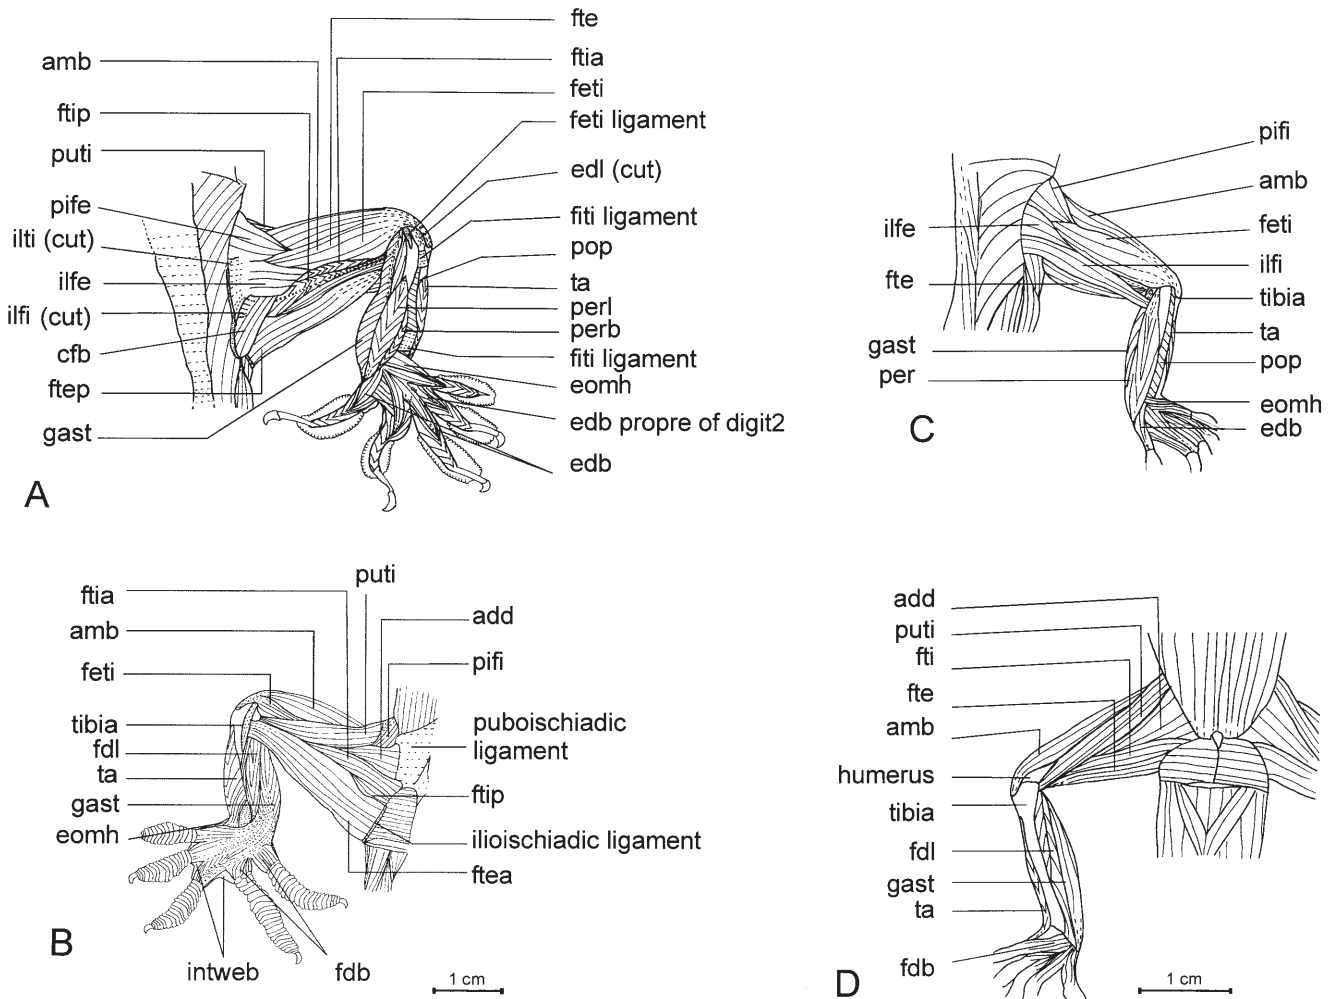 fte
ftia
feti
feti ligament
edl (cut)
fiti ligament
pop
ta
perl
perb
fiti ligament
eomh
edb propre of digit2
edb
amb
ftip
puti
pife
ilti (cut)
ilfe
ilfi (cut)
cfb
ftep
gast
A
pifi
amb
feti
ilfi
tibia
ta
pop
eomh
edb
ilfe
fte
gast
per
C
puti
ftia
amb
feti
tibia
fdl
ta
gast
eomh
add
pifi
puboischiadic
ligament
ftip
ilioischiadic ligament
ftea
B
intweb
fdb
1 cm
add
puti
fti
fte
amb
humerus
tibia
fdl
gast
ta
fdb
D
1 cm